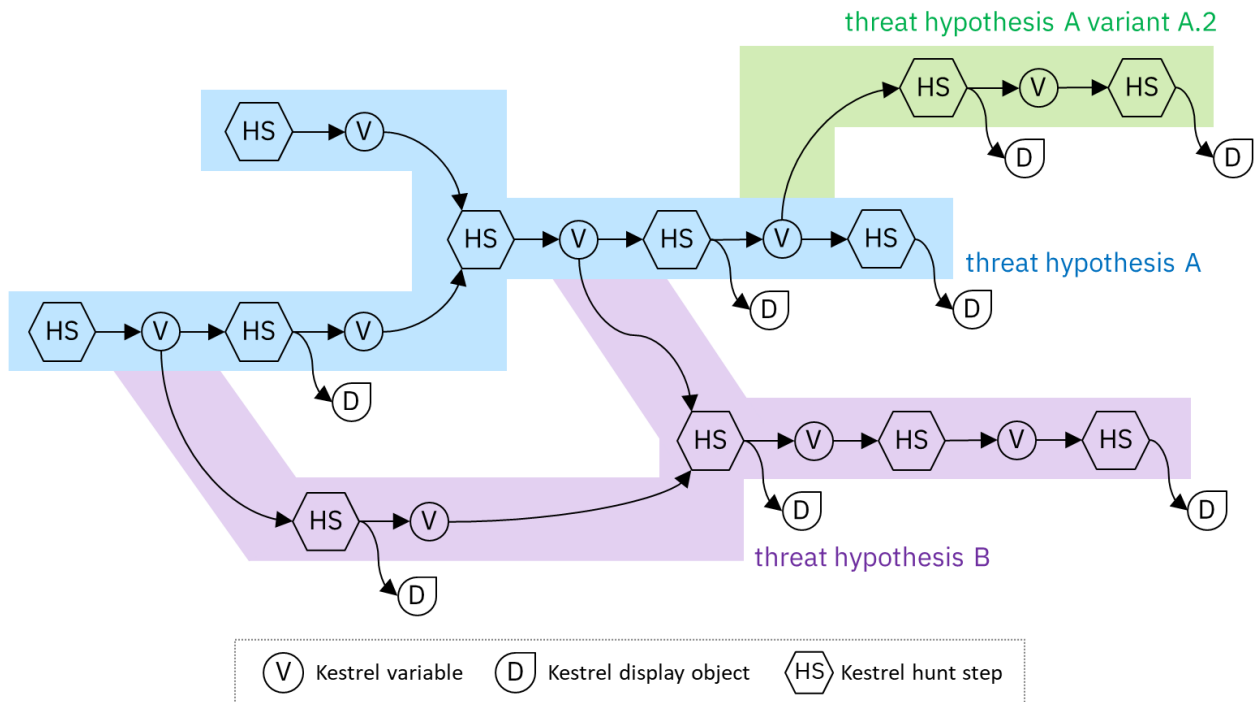 threat hypothesis A variant A.2
HS V HS
HS V
D D
HS V HS V HS
threat hypothesis A
D D
HS V HS V
D
HS V HS V HS
HS V
D D
threat hypothesis B
D
V Kestrel variable D Kestrel display object HS Kestrel hunt step